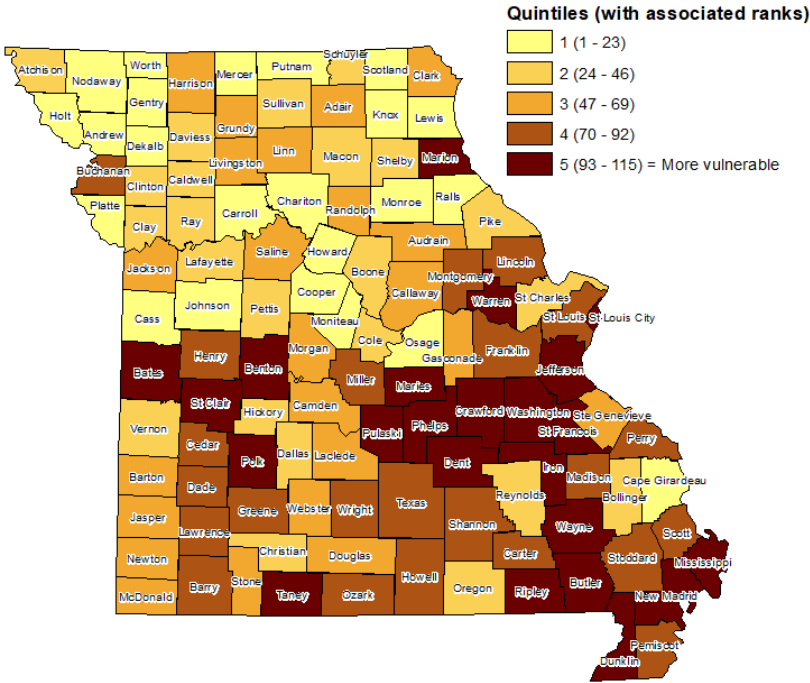 Quintiles (with associated ranks)
1 (1 - 23)
2 (24 - 46)
3 (47 - 69)
4 (70 - 92)
5 (93 - 115) = More vulnerable
Atchison
Nodaway
Worth
Harrison
Mercer
Putnam
Schuyler
Scotland
Clark
Holt
Gentry
Sullivan
Adair
Knox
Lewis
Andrew
Dekalb
Daviess
Grundy
Linn
Macon
Shelby
Marion
Buchanan
Clinton
Caldwell
Livingston
Platte
Clay
Ray
Carroll
Chariton
Randolph
Monroe
Ralls
Pike
Jackson
Lafayette
Saline
Howard
Boone
Audrain
Callaway
Montgomery
Lincoln
Warren
St Charles
St Louis
St Louis City
Cass
Johnson
Pettis
Cooper
Moniteau
Cole
Osage
Gasconade
Franklin
Jefferson
Bates
Henry
Benton
Morgan
Miller
Maries
St Clair
Hickory
Camden
Pulaski
Phelps
Crawford
Washington
Ste Genevieve
St Francois
Perry
Vernon
Cedar
Polk
Dallas
Laclede
Dent
Iron
Madison
Cape Girardeau
Bollinger
Barton
Dade
Greene
Webster
Wright
Texas
Reynolds
Shannon
Wayne
Jasper
Lawrence
Christian
Douglas
Carter
Stoddard
Scott
Mississippi
Newton
Barry
Stone
Taney
Ozark
Howell
Oregon
Ripley
Butler
New Madrid
McDonald
Pemiscot
Dunklin